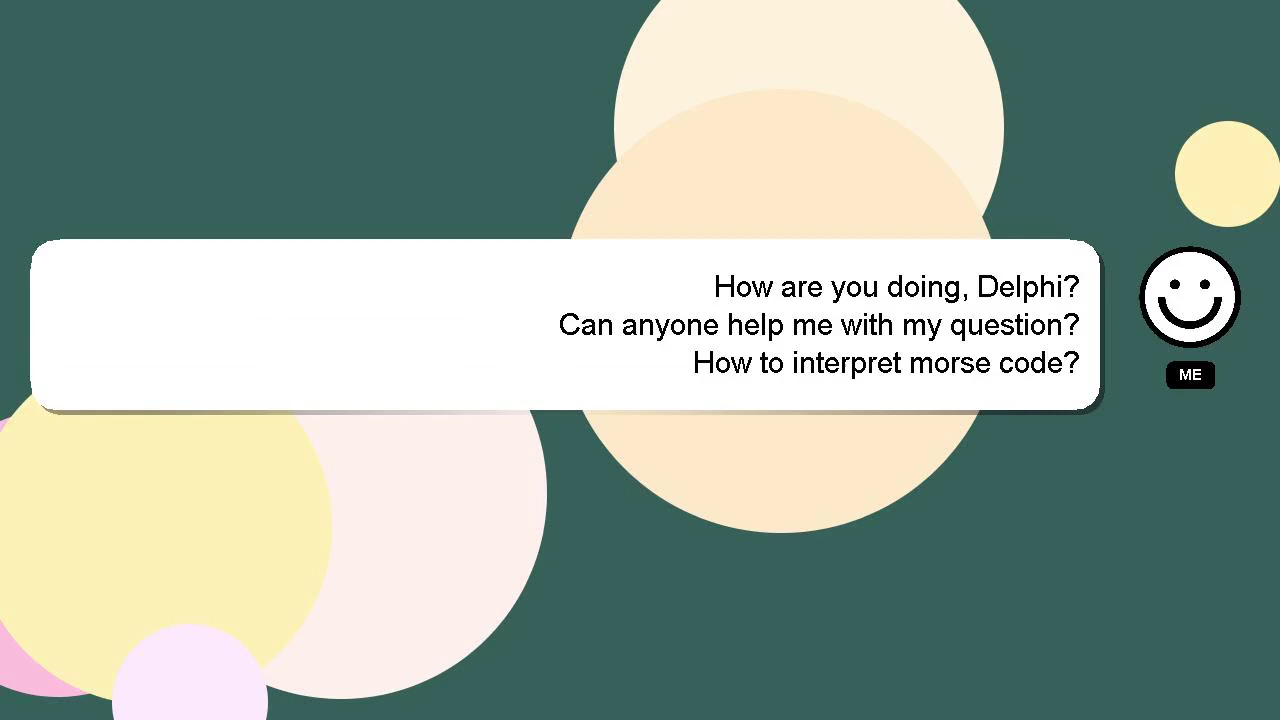 How are you doing, Delphi?
Can anyone help me with my question?
How to interpret morse code?
ME